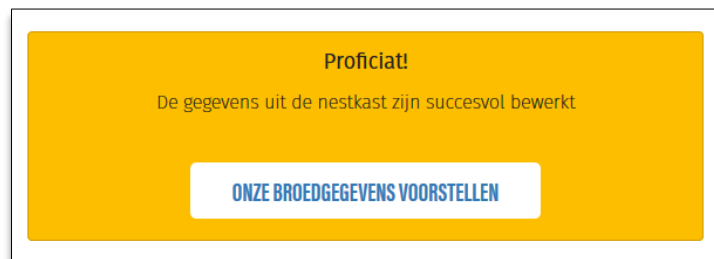 Proficiat!
De gegevens uit de nestkast zijn succesvol bewerkt
ONZE BROEDGEGEVENS VOORSTELLEN